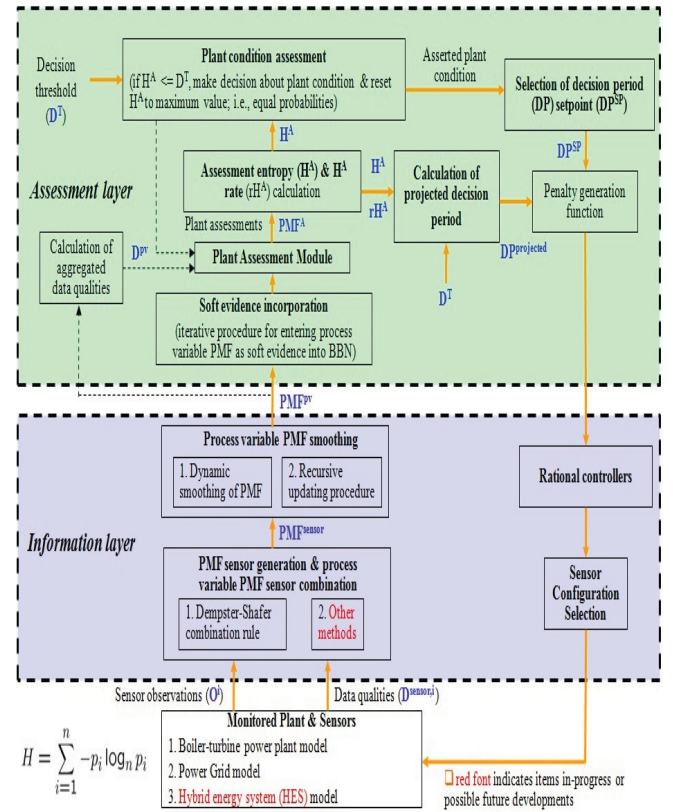 Plant condition assessment
(if H^A <= D^T, make decision about plant condition & reset
H^A to maximum value; i.e., equal probabilities)
Decision
threshold
(D^T)
Asserted plant
condition
Selection of decision period
(DP) setpoint (DP^SP)
H^A
DP^SP
Assessment layer
Assessment entropy (H^A) & H^A
rate (rH^A) calculation
H^A
rH^A
Calculation of
projected decision
period
Penalty generation
function
Plant assessments
PMF^A
DP^projected
Calculation of
aggregated
data qualities
D^pv
Plant Assessment Module
D^T
Soft evidence incorporation
(iterative procedure for entering process
variable PMF as soft evidence into BBN)
PMF^pv
Process variable PMF smoothing
1. Dynamic
smoothing of PMF
2. Recursive
updating procedure
Rational controllers
Information layer
PMF^sensor
PMF sensor generation & process
variable PMF sensor combination
1. Dempster-Shafer
combination rule
2. Other
methods
Sensor
Configuration
Selection
Sensor observations (O^i)
Data qualities (D^sensor,i)
Monitored Plant & Sensors
1. Boiler-turbine power plant model
2. Power Grid model
3. Hybrid energy system (HES) model
H = \sum_{i=1}^{n} -p_i \log_n p_i
❑ red font indicates items in-progress or
possible future developments